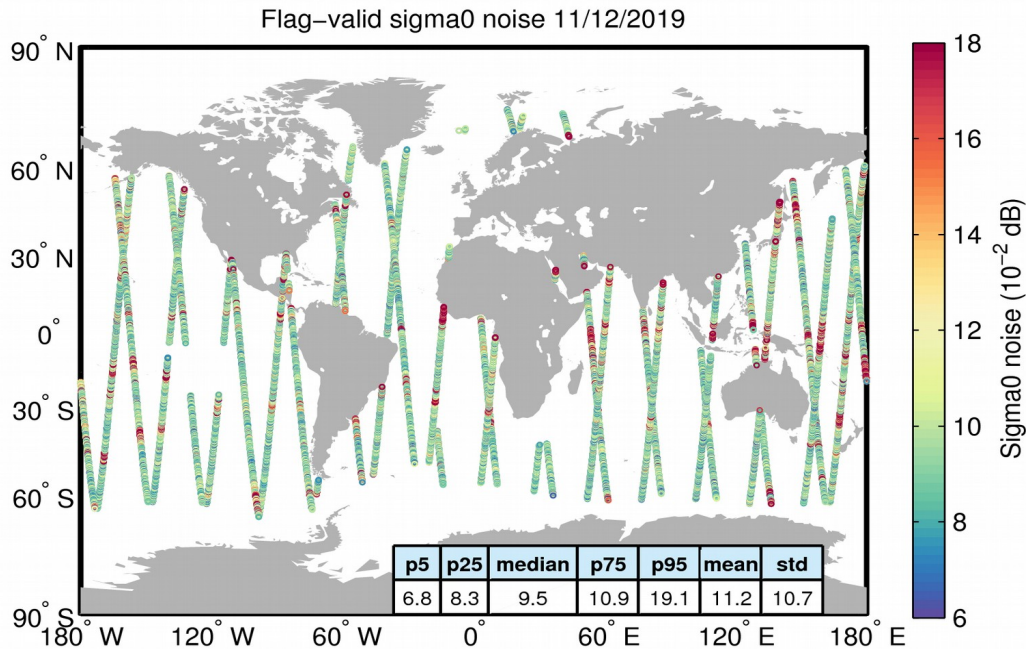 Flag−valid sigma0 noise 11/12/2019
90° N
60° N
30° N
0°
30° S
60° S
90° S
180° W
120° W
60° W
0°
60° E
120° E
180° E
18
16
14
12
10
8
6
Sigma0 noise (10⁻² dB)
p5 p25 median p75 p95 mean std
6.8 8.3 9.5 10.9 19.1 11.2 10.7